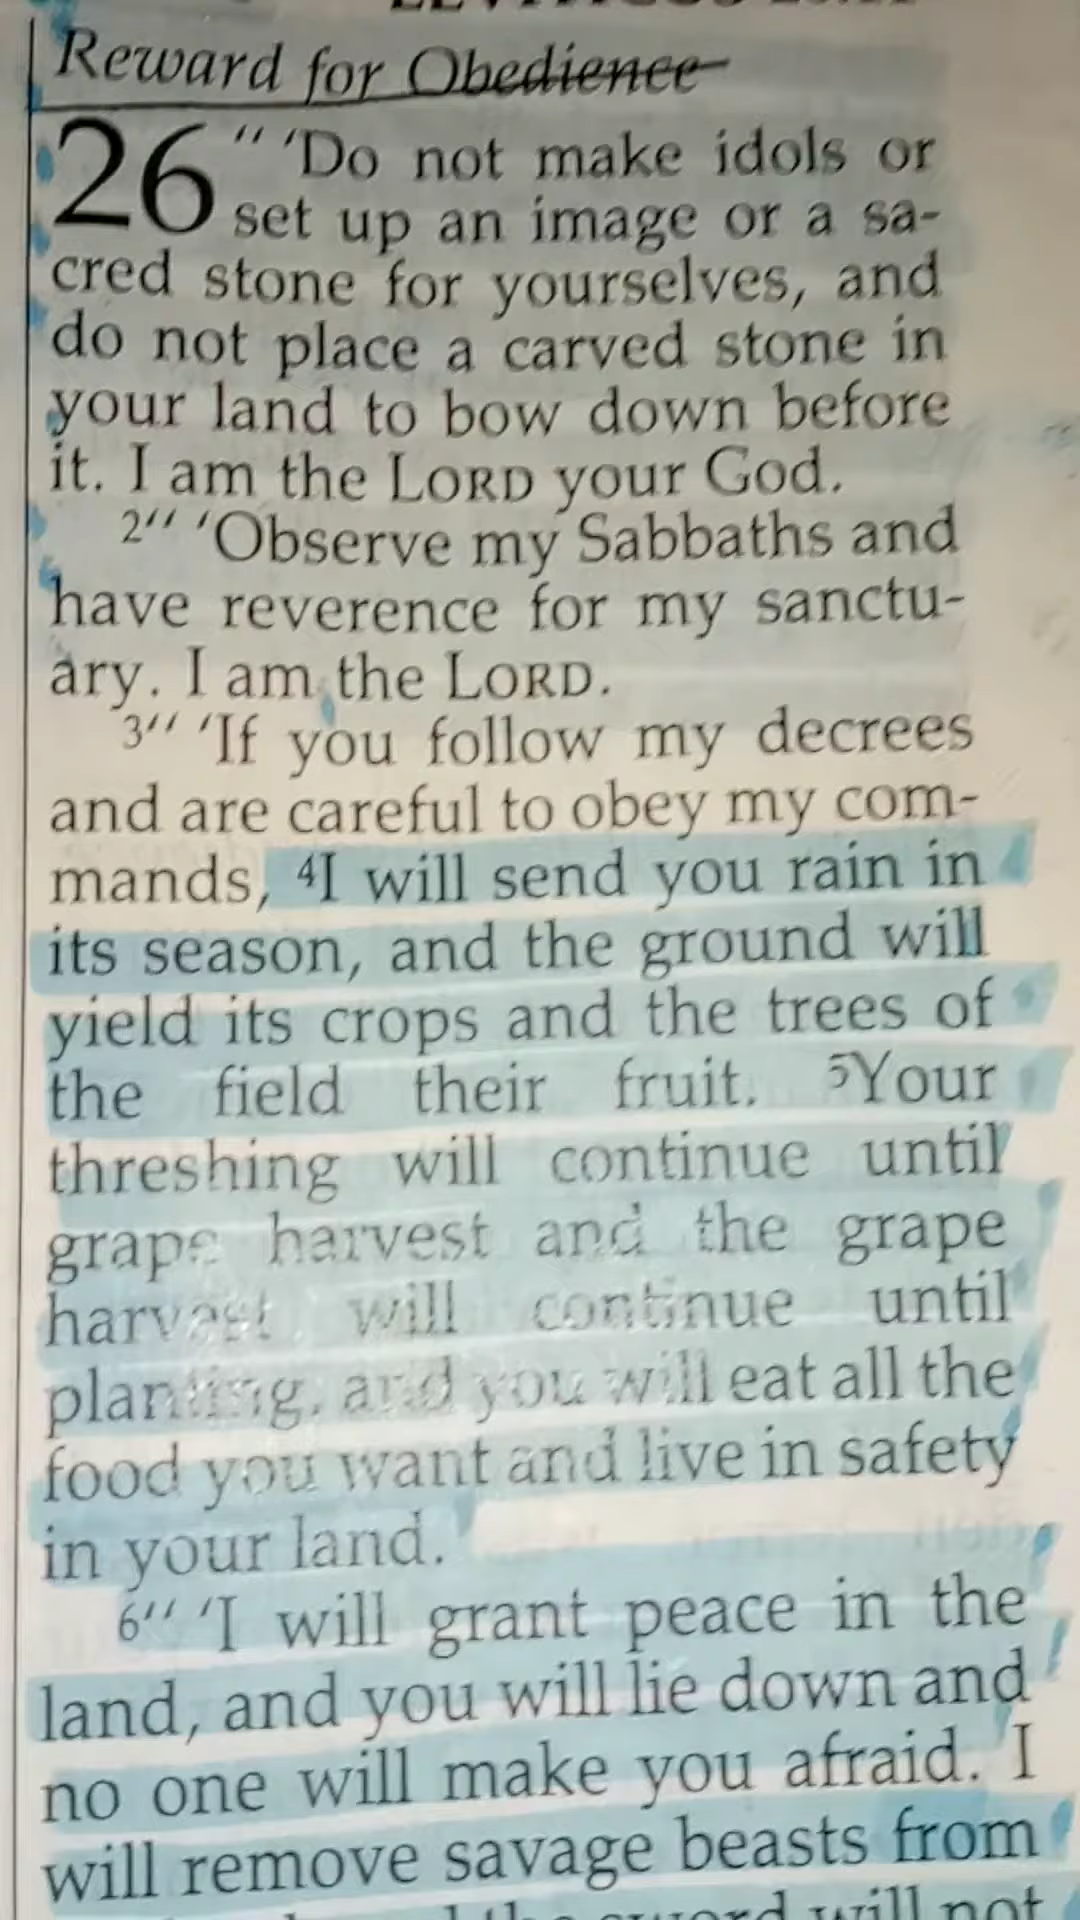 Reward for Obedience
26 " 'Do not make idols or
set up an image or a sa-
cred stone for yourselves, and
do not place a carved stone in
your land to bow down before
it. I am the LORD your God.
2" 'Observe my Sabbaths and
have reverence for my sanctu-
ary. I am the LORD.
3" 'If you follow my decrees
and are careful to obey my com-
mands, 4I will send you rain in
its season, and the ground will
yield its crops and the trees of
the field their fruit. 5Your
threshing will continue until
grape harvest and the grape
harvest will continue until
planting, and you will eat all the
food you want and live in safety
in your land.
6" 'I will grant peace in the
land, and you will lie down and
no one will make you afraid. I
will remove savage beasts from
sword will not